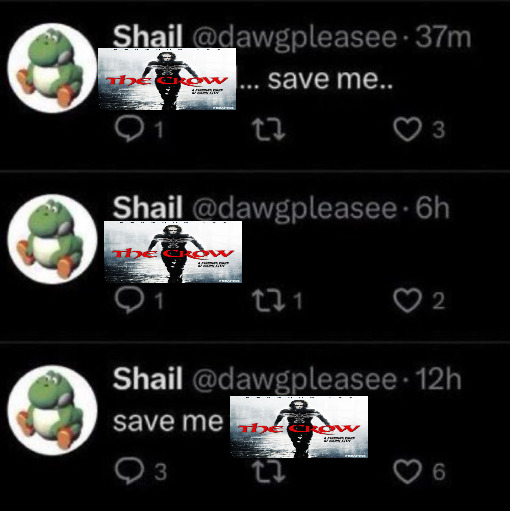 Shail @dawgpleasee · 37m
THE CROW ... save me..
1 3
Shail @dawgpleasee · 6h
THE CROW
1 1 2
Shail @dawgpleasee · 12h
save me THE CROW
3 6